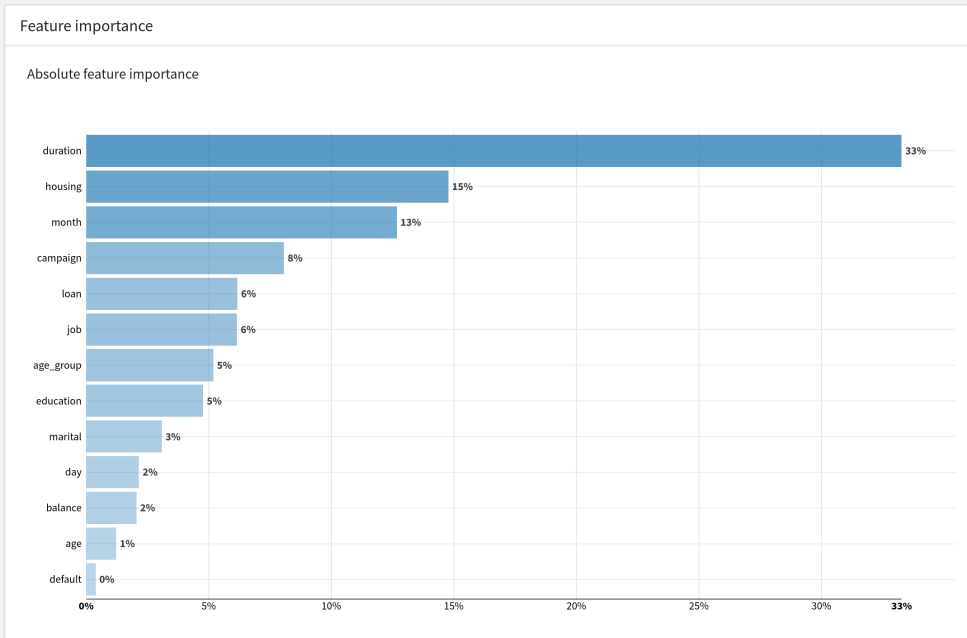 Feature importance
Absolute feature importance
duration 33%
housing 15%
month 13%
campaign 8%
loan 6%
job 6%
age_group 5%
education 5%
marital 3%
day 2%
balance 2%
age 1%
default 0%
0% 5% 10% 15% 20% 25% 30% 33%